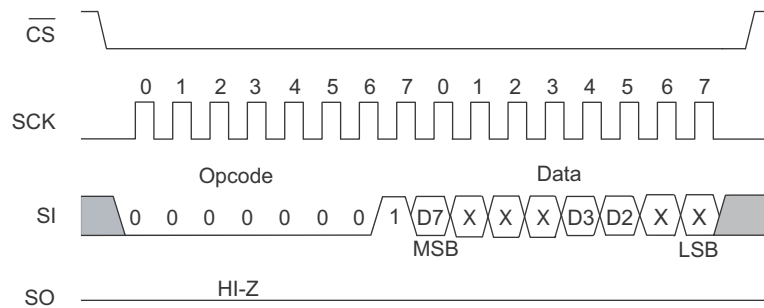 CS
0 1 2 3 4 5 6 7 0 1 2 3 4 5 6 7
SCK
Opcode Data
SI 0 0 0 0 0 0 0 1 D7 X X X D3 D2 X X
MSB LSB
HI-Z
SO